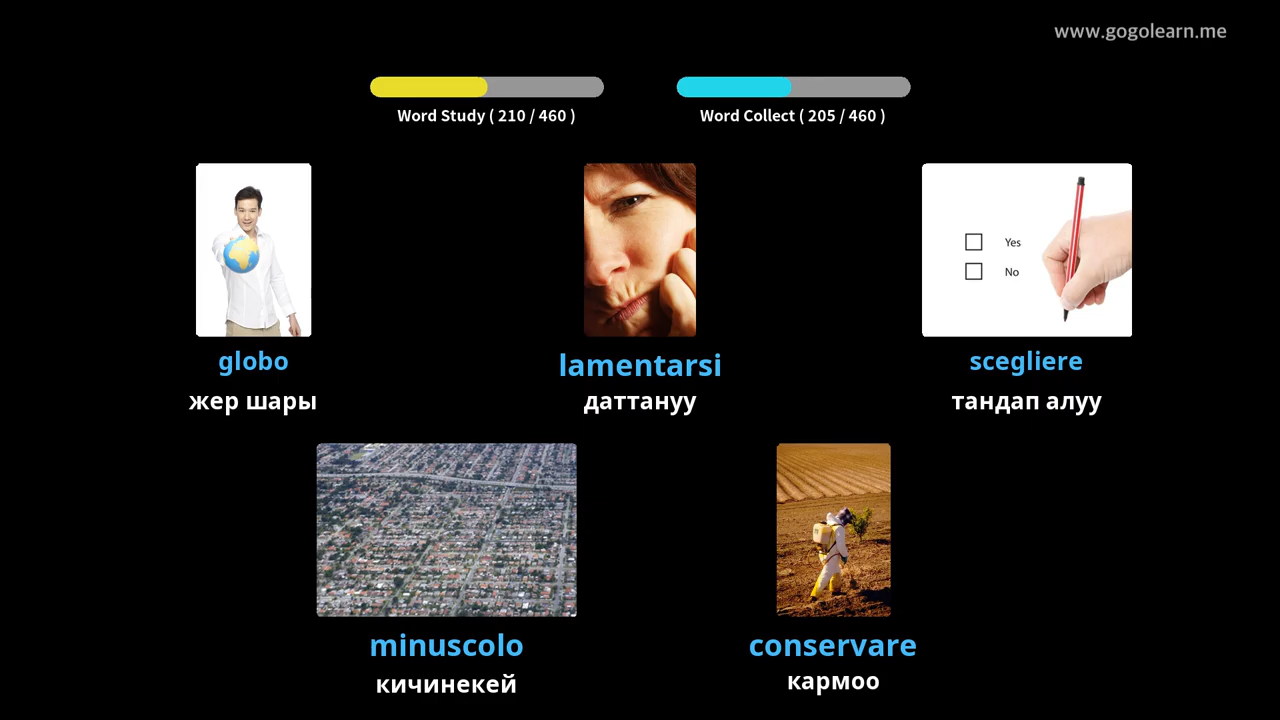 www.gogolearn.me
Word Study ( 210 / 460 )
Word Collect ( 205 / 460 )
Yes
No
globo
жер шары
lamentarsi
даттануу
scegliere
тандап алуу
minuscolo
кичинекей
conservare
кармоо